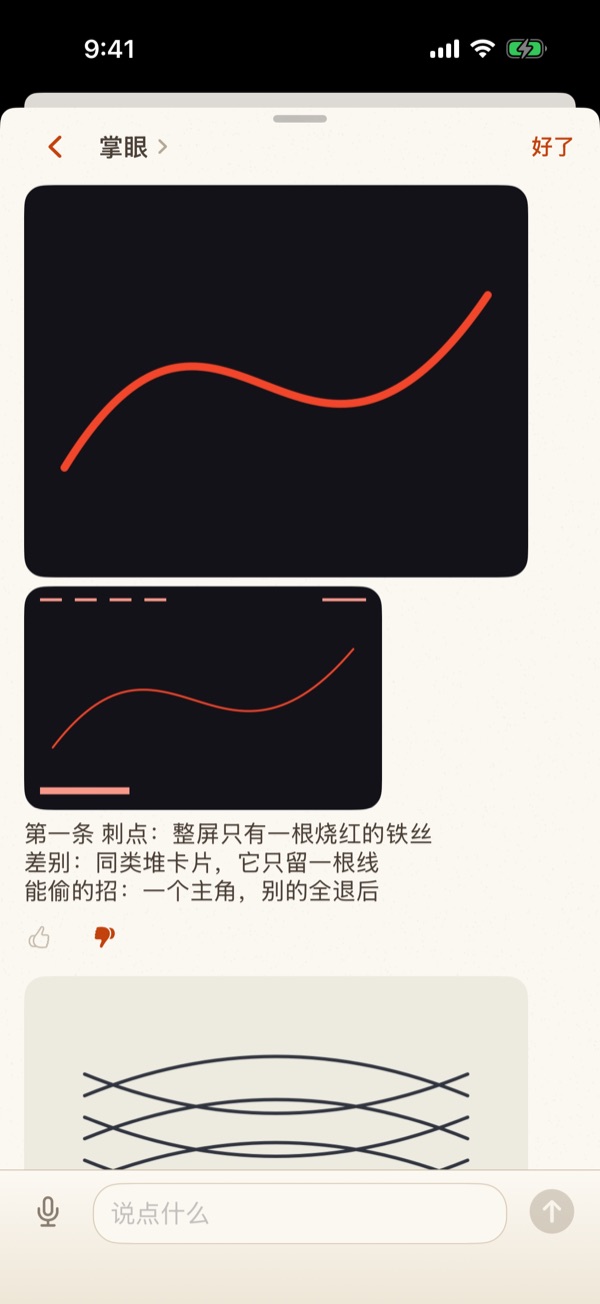 9:41
掌眼
好了
第一条 刺点：整屏只有一根烧红的铁丝
差别：同类堆卡片，它只留一根线
能偷的招：一个主角，别的全退后
说点什么